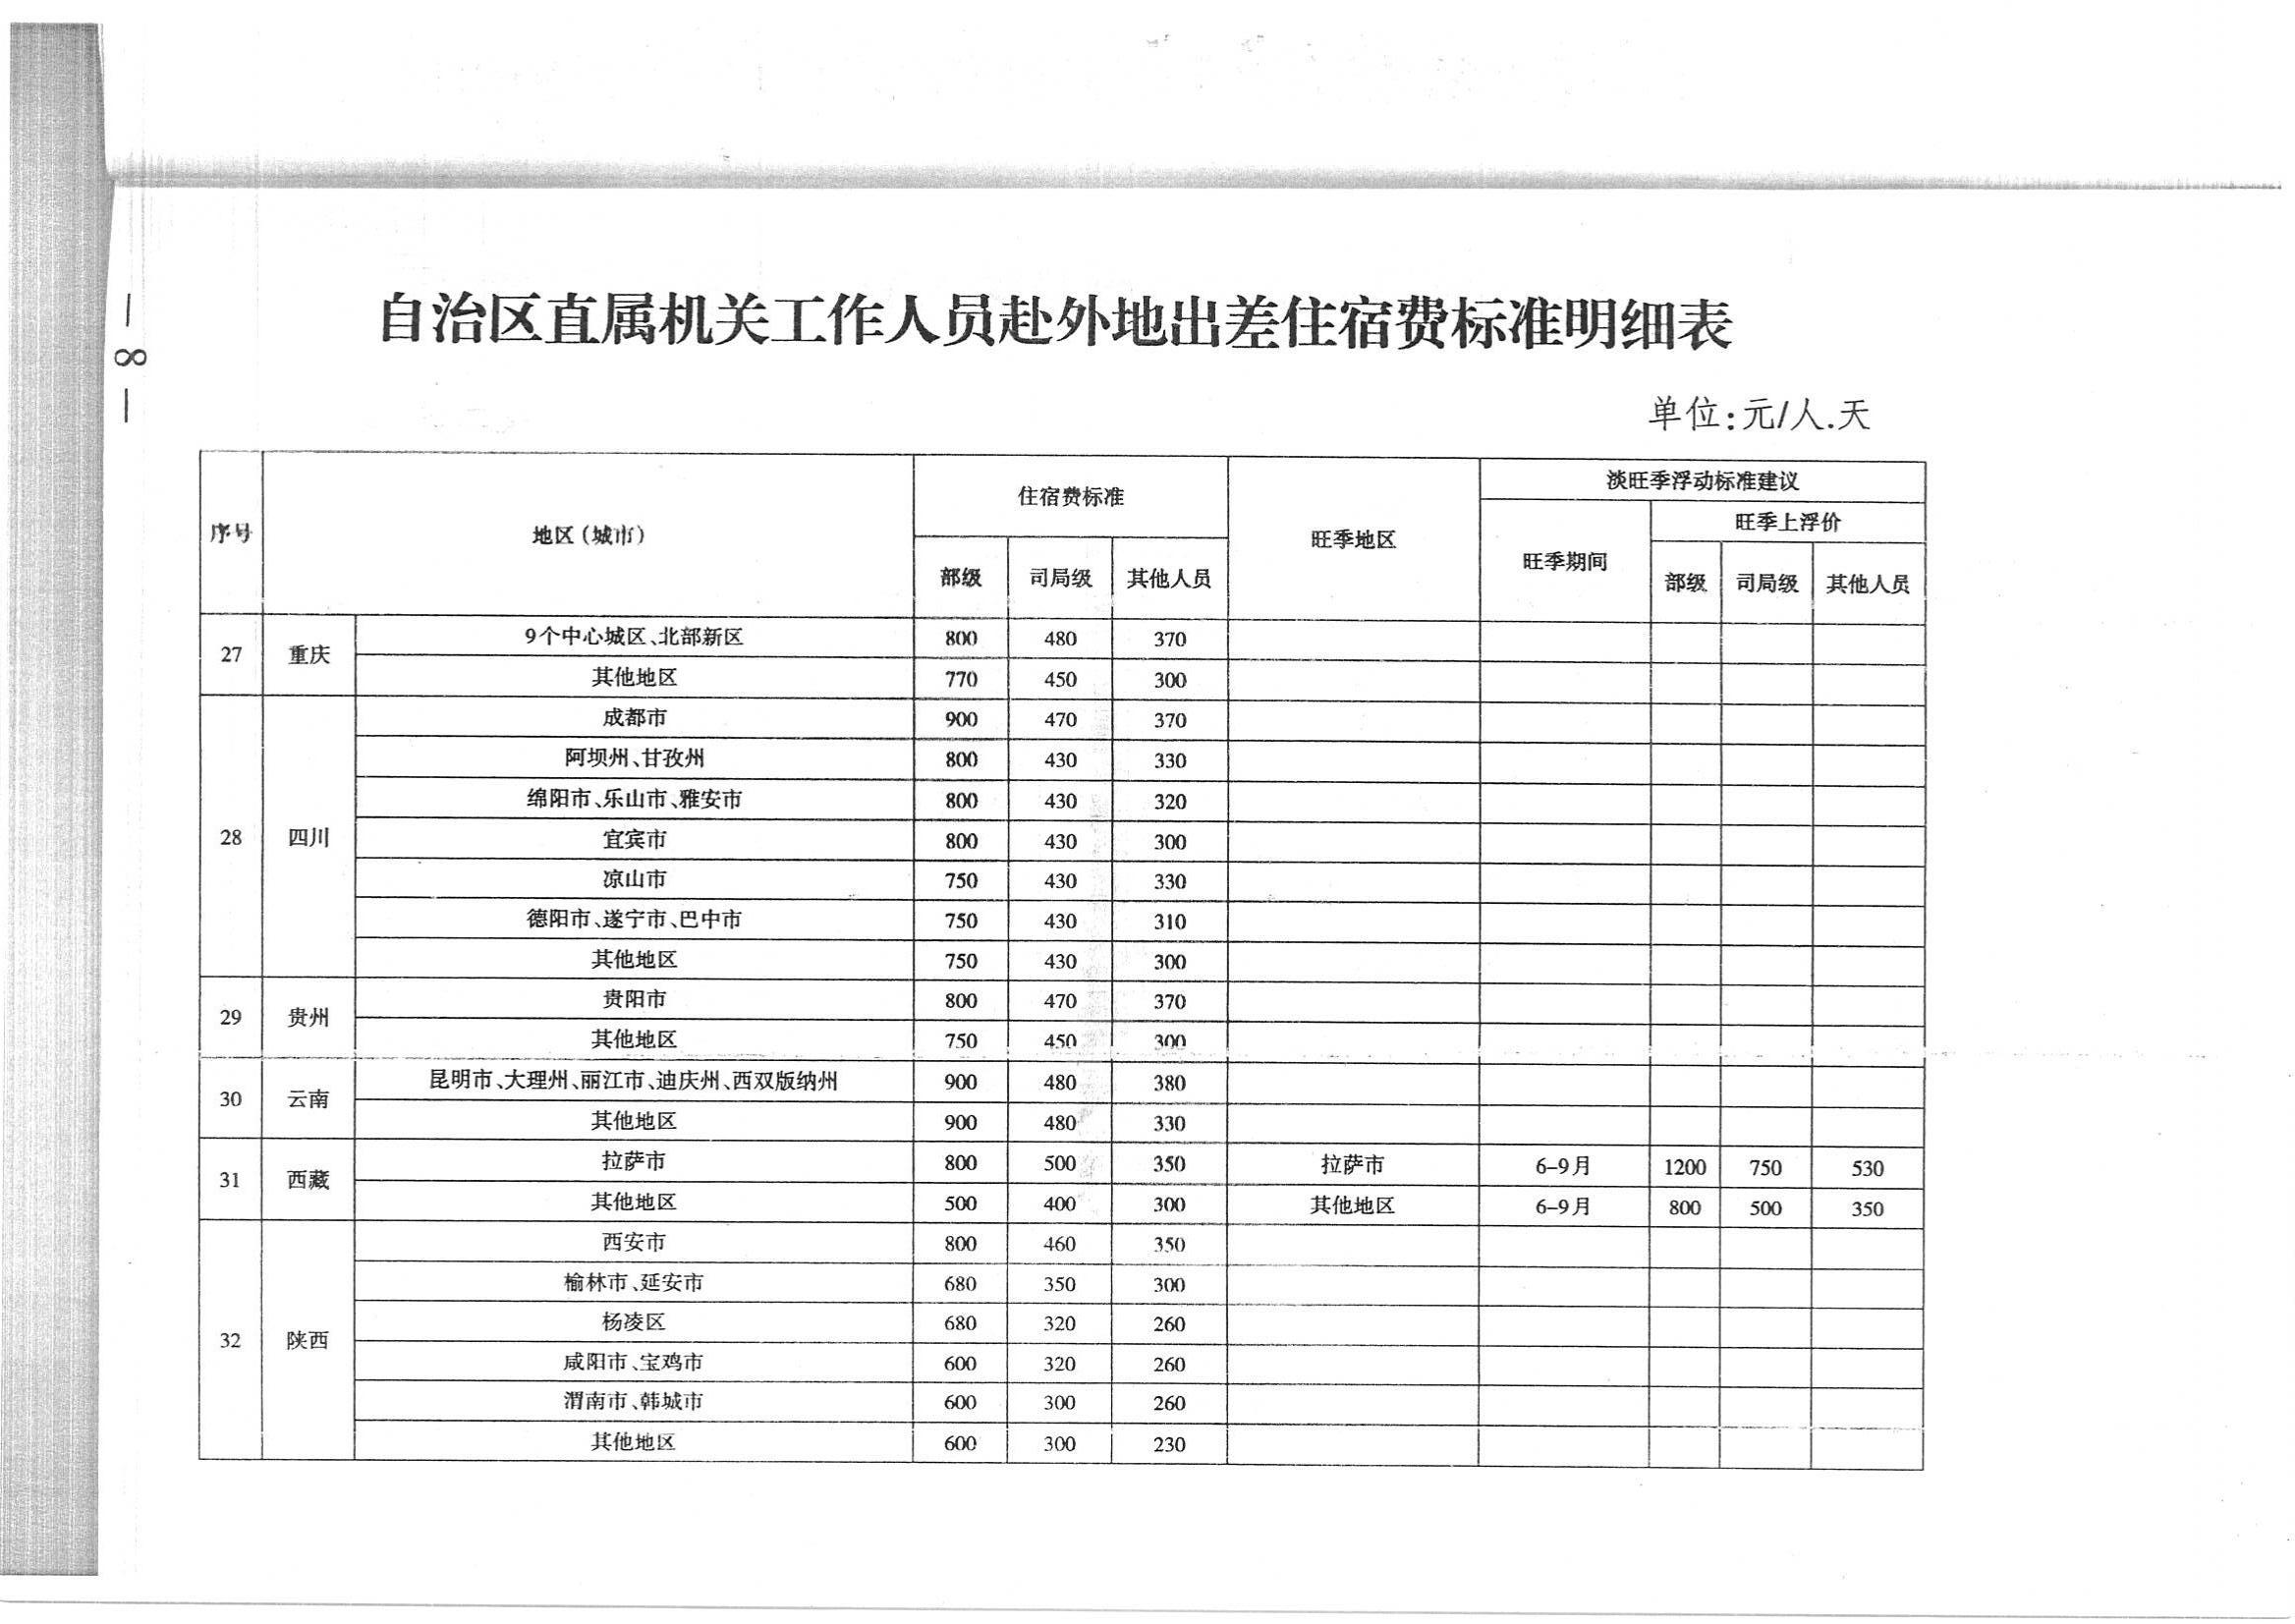 — 8 —
自治区直属机关工作人员赴外地出差住宿费标准明细表
单位:元/人.天
序号 地区(城市) 住宿费标准 旺季地区 淡旺季浮动标准建议
旺季期间 旺季上浮价
部级 司局级 其他人员 部级 司局级 其他人员
27 重庆 9个中心城区、北部新区 800 480 370
其他地区 770 450 300
28 四川 成都市 900 470 370
阿坝州、甘孜州 800 430 330
绵阳市、乐山市、雅安市 800 430 320
宜宾市 800 430 300
凉山市 750 430 330
德阳市、遂宁市、巴中市 750 430 310
其他地区 750 430 300
29 贵州 贵阳市 800 470 370
其他地区 750 450 300
30 云南 昆明市、大理州、丽江市、迪庆州、西双版纳州 900 480 380
其他地区 900 480 330
31 西藏 拉萨市 800 500 350 拉萨市 6-9月 1200 750 530
其他地区 500 400 300 其他地区 6-9月 800 500 350
32 陕西 西安市 800 460 350
榆林市、延安市 680 350 300
杨凌区 680 320 260
咸阳市、宝鸡市 600 320 260
渭南市、韩城市 600 300 260
其他地区 600 300 230